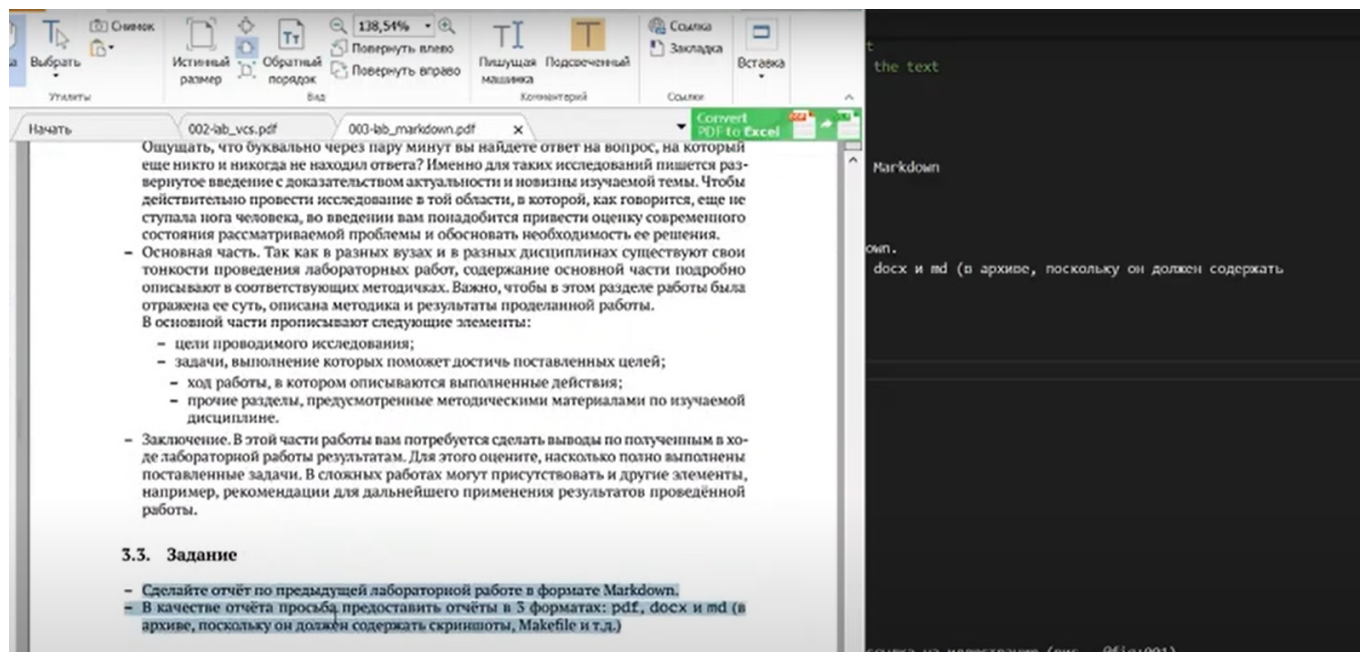 Выбрать
Снимок
Утилиты
Истинный размер
138,54%
Обратный порядок
Повернуть влево
Повернуть вправо
Вид
Пишущая машинка
Подсвеченный
Комментарий
Ссылка
Закладка
Ссылки
Вставка
Начать
002-lab_vcs.pdf
003-lab_markdown.pdf
Convert
PDF to Excel
Ощущать, что буквально через пару минут вы найдете ответ на вопрос, на который
еще никто и никогда не находил ответа? Именно для таких исследований пишется раз-
вернутое введение с доказательством актуальности и новизны изучаемой темы. Чтобы
действительно провести исследование в той области, в которой, как говорится, еще не
ступала нога человека, во введении вам понадобится привести оценку современного
состояния рассматриваемой проблемы и обосновать необходимость ее решения.
– Основная часть. Так как в разных вузах и в разных дисциплинах существуют свои
тонкости проведения лабораторных работ, содержание основной части подробно
описывают в соответствующих методичках. Важно, чтобы в этом разделе работы была
отражена ее суть, описана методика и результаты проделанной работы.
В основной части прописывают следующие элементы:
– цели проводимого исследования;
– задачи, выполнение которых поможет достичь поставленных целей;
– ход работы, в котором описываются выполненные действия;
– прочие разделы, предусмотренные методическими материалами по изучаемой
дисциплине.
– Заключение. В этой части работы вам потребуется сделать выводы по полученным в хо-
де лабораторной работы результатам. Для этого оцените, насколько полно выполнены
поставленные задачи. В сложных работах могут присутствовать и другие элементы,
например, рекомендации для дальнейшего применения результатов проведённой
работы.
3.3. Задание
– Сделайте отчёт по предыдущей лабораторной работе в формате Markdown.
– В качестве отчёта просьба предоставить отчёты в 3 форматах: pdf, docx и md (в
архиве, поскольку он должен содержать скриншоты, Makefile и т.д.)
t
the text
Markdown
own.
docx и md (в архиве, поскольку он должен содержать